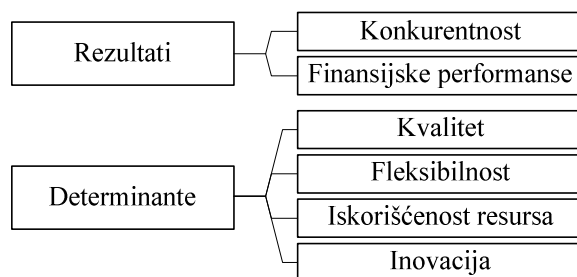 Rezultati
Konkurentnost
Finansijske performanse
Determinante
Kvalitet
Fleksibilnost
Iskorišćenost resursa
Inovacija